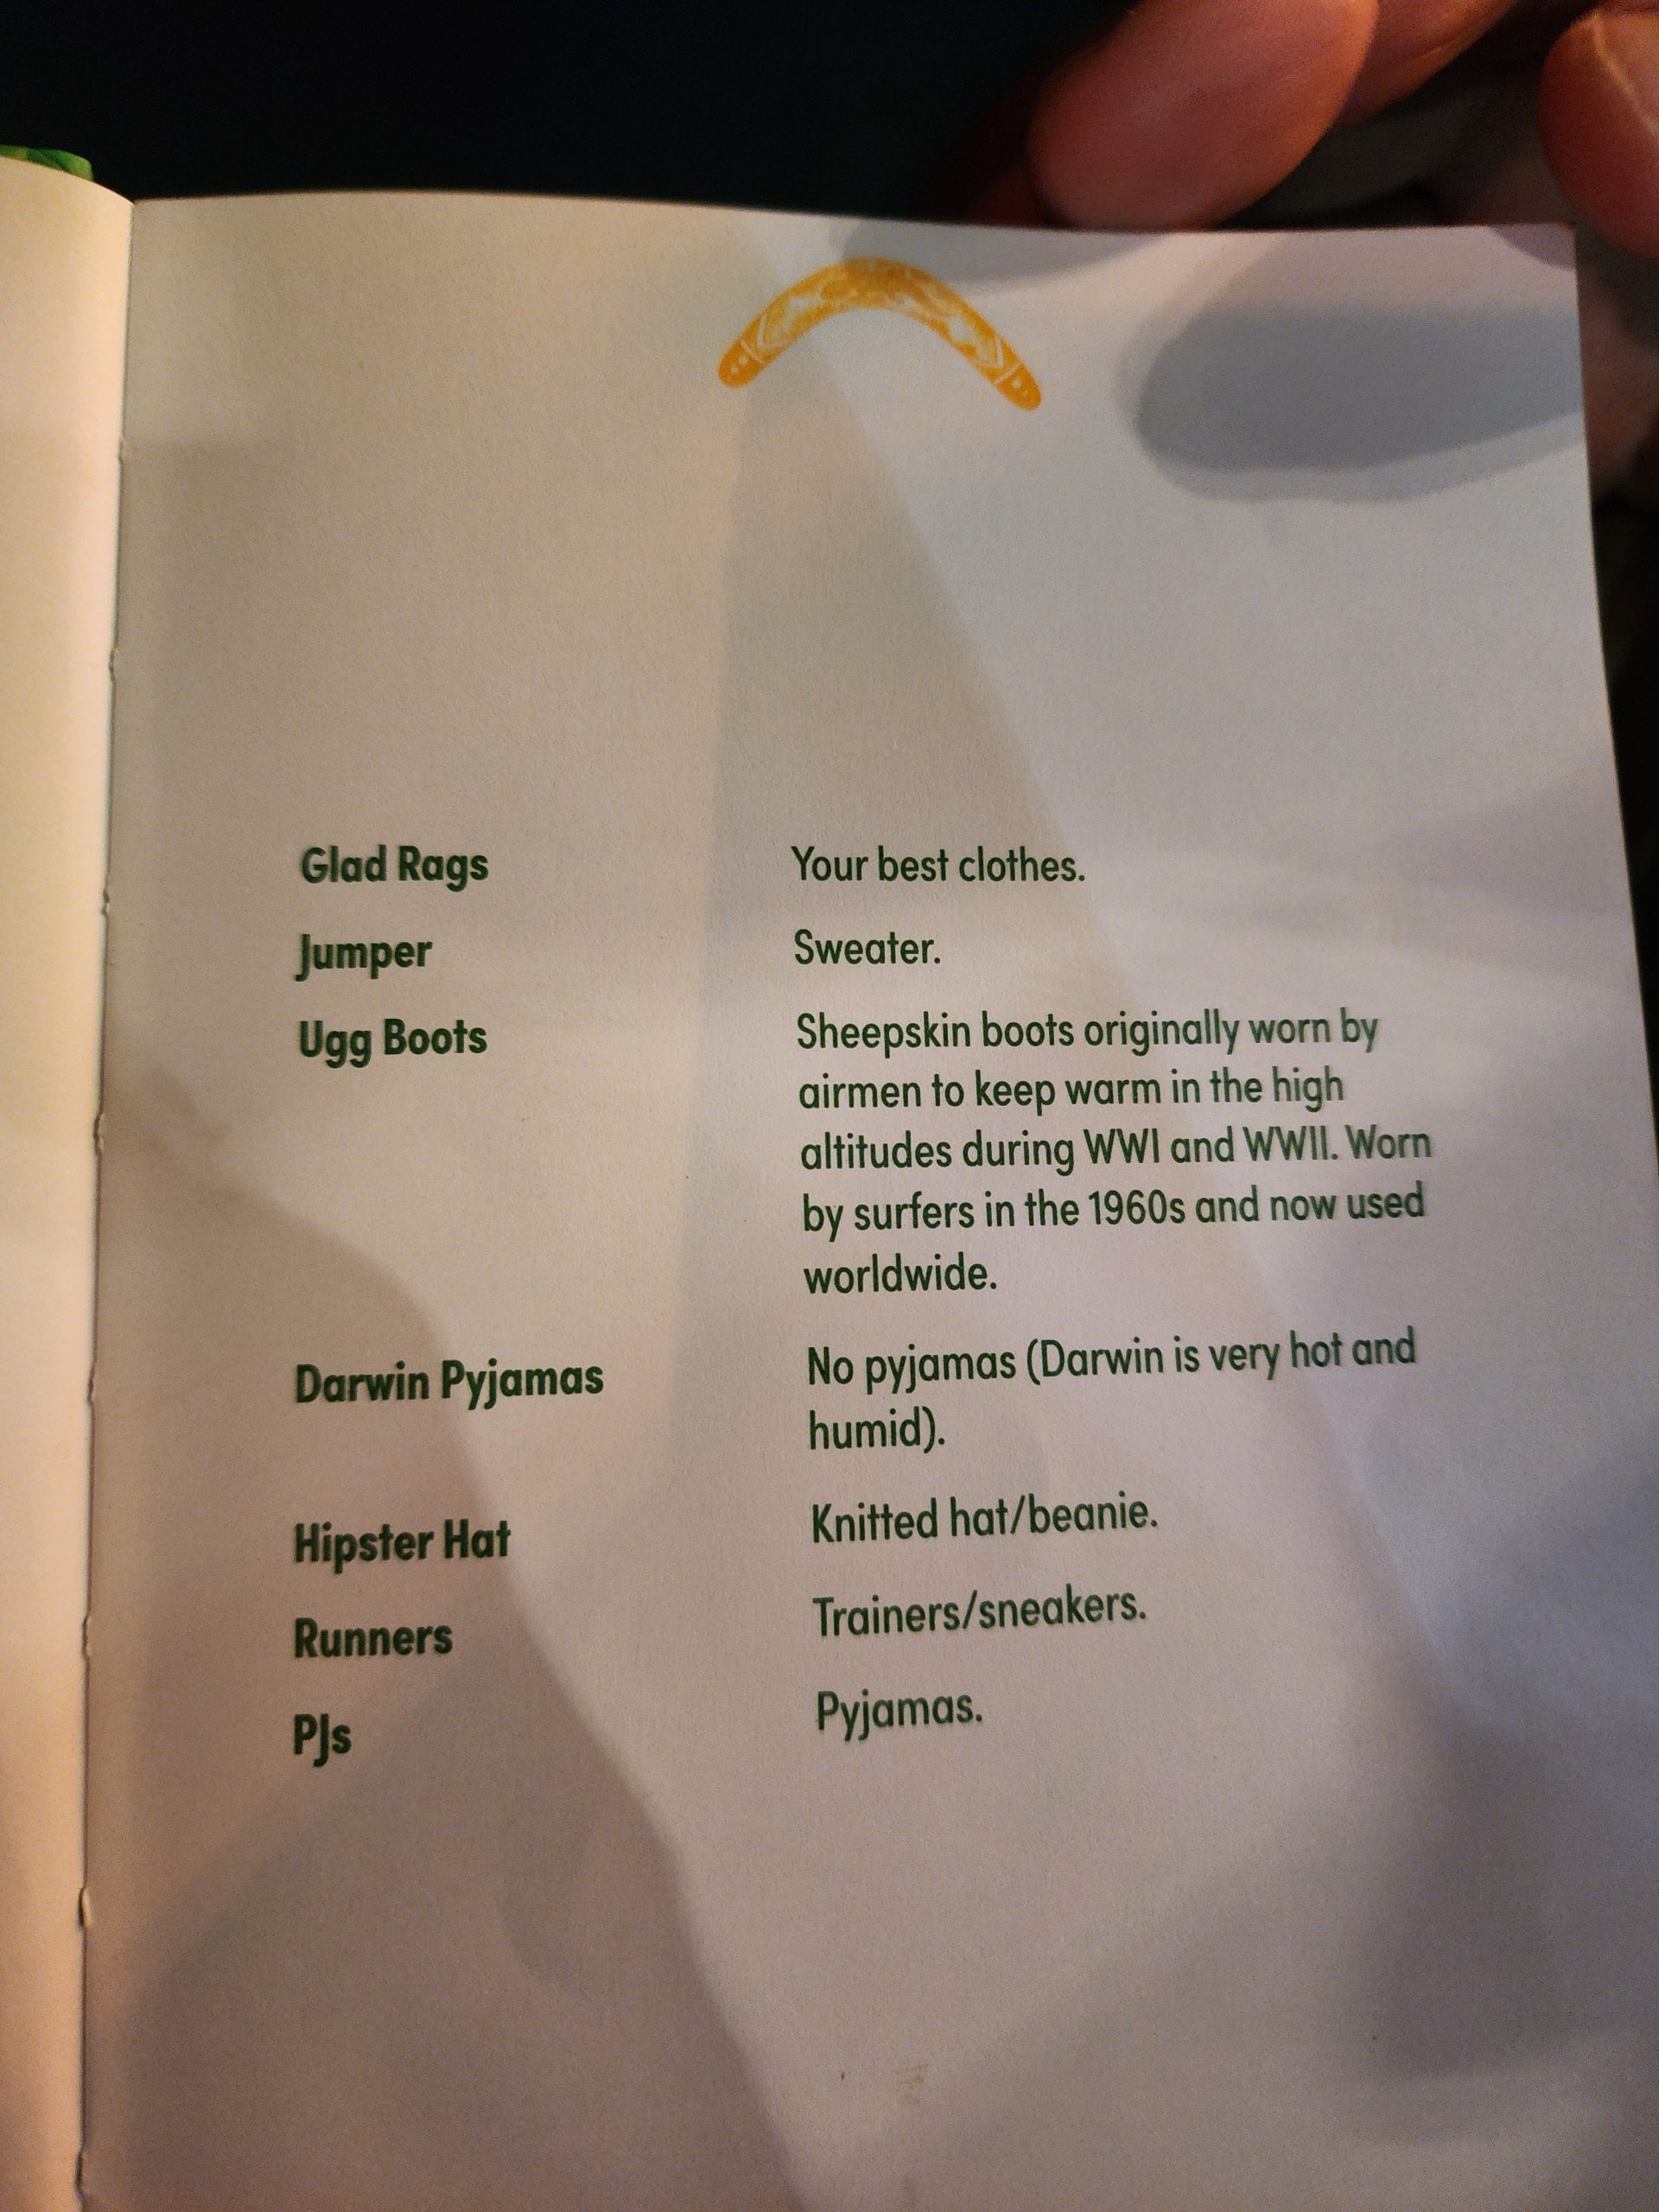 Glad Rags Your best clothes.
Jumper Sweater.
Ugg Boots Sheepskin boots originally worn by
airmen to keep warm in the high
altitudes during WWI and WWII. Worn
by surfers in the 1960s and now used
worldwide.
Darwin Pyjamas No pyjamas (Darwin is very hot and
humid).
Hipster Hat Knitted hat/beanie.
Runners Trainers/sneakers.
PJs Pyjamas.